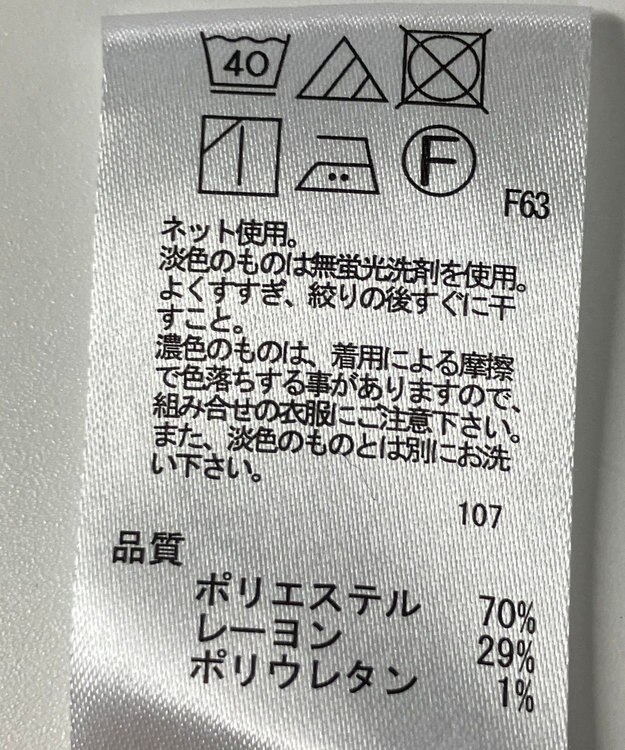 40
F
F63
ネット使用。
淡色のものは無蛍光洗剤を使用。
よくすすぎ、絞りの後すぐに干
すこと。
濃色のものは、着用による摩擦
で色落ちする事がありますので、
組み合せの衣服にご注意下さい。
また、淡色のものとは別にお洗
い下さい。
107
品質
ポリエステル 70%
レーヨン 29%
ポリウレタン 1%